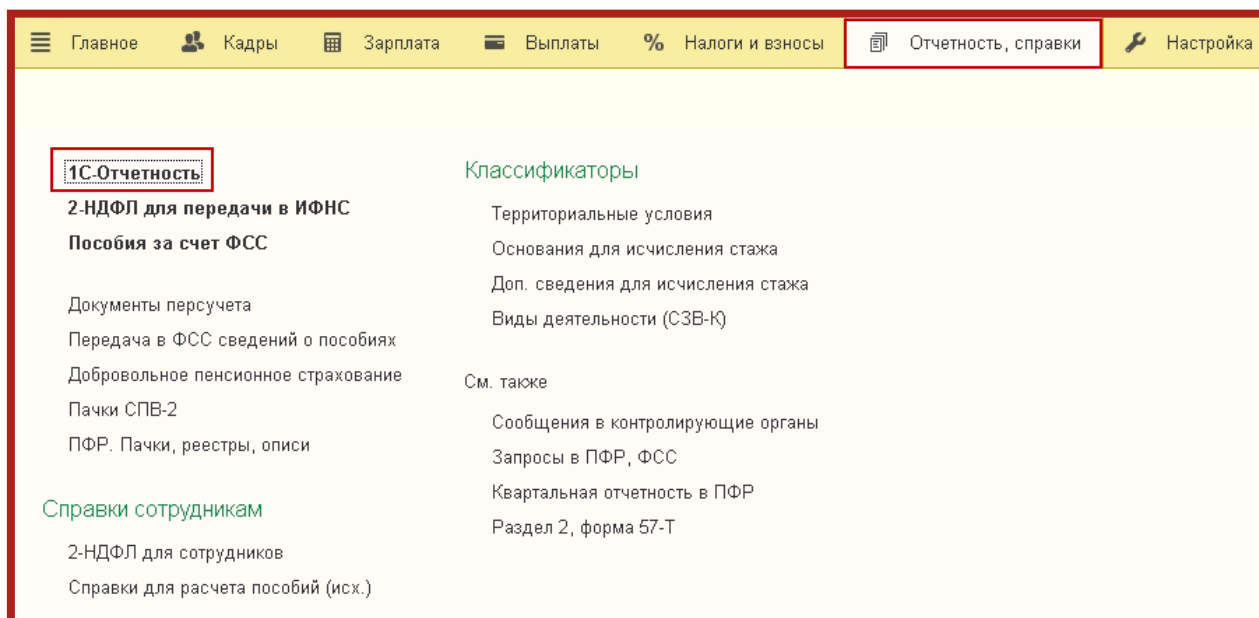 Главное Кадры Зарплата Выплаты % Налоги и взносы Отчетность, справки Настройка
1С-Отчетность
2-НДФЛ для передачи в ИФНС
Пособия за счет ФСС
Документы персучета
Передача в ФСС сведений о пособиях
Добровольное пенсионное страхование
Пачки СПВ-2
ПФР. Пачки, реестры, описи
Справки сотрудникам
2-НДФЛ для сотрудников
Справки для расчета пособий (исх.)
Классификаторы
Территориальные условия
Основания для исчисления стажа
Доп. сведения для исчисления стажа
Виды деятельности (СЗВ-К)
См. также
Сообщения в контролирующие органы
Запросы в ПФР, ФСС
Квартальная отчетность в ПФР
Раздел 2, форма 57-Т